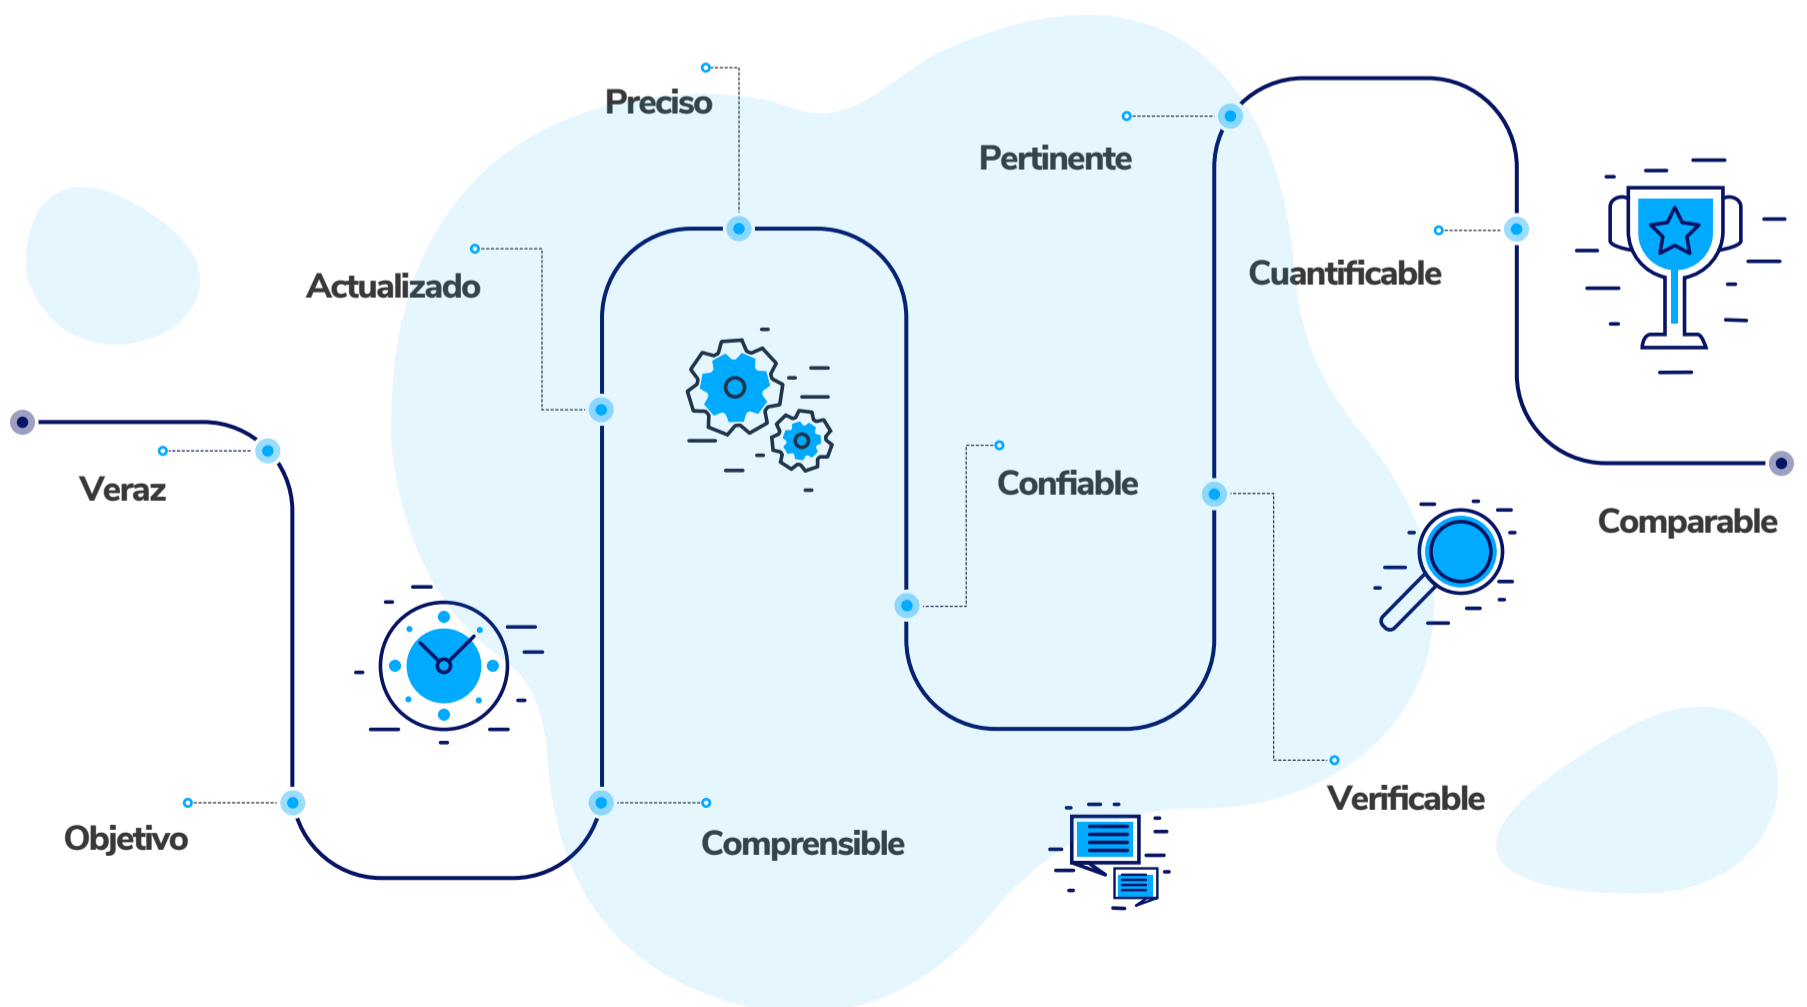 Veraz
Objetivo
Comprensible
Actualizado
Preciso
Confiable
Verificable
Pertinente
Cuantificable
Comparable